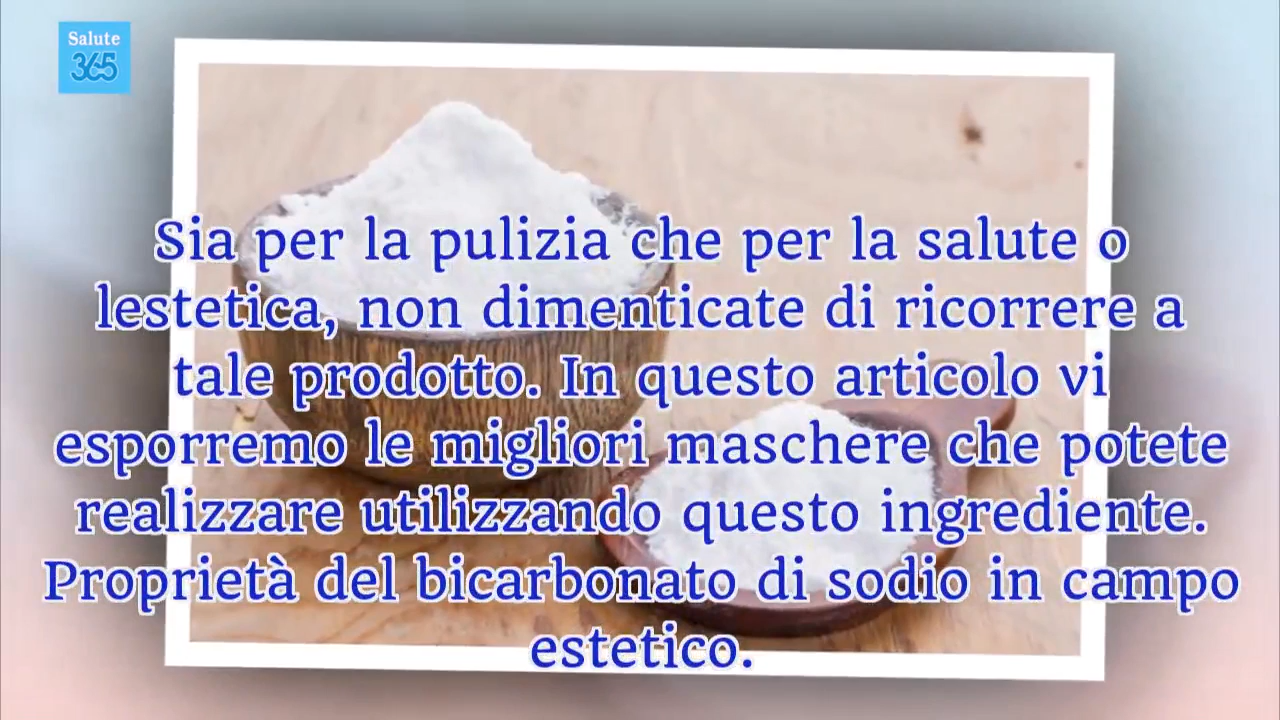 Salute
365
Sia per la pulizia che per la salute o
lestetica, non dimenticate di ricorrere a
tale prodotto. In questo articolo vi
esporremo le migliori maschere che potete
realizzare utilizzando questo ingrediente.
Proprietà del bicarbonato di sodio in campo
estetico.